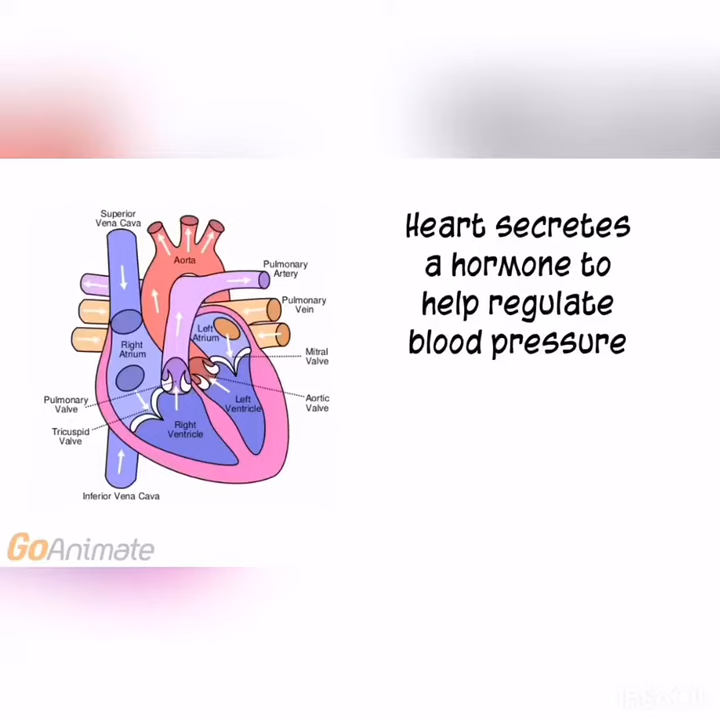 Superior
Vena Cava
Aorta
Pulmonary
Artery
Pulmonary
Vein
Left
Atrium
Right
Atrium
Mitral
Valve
Pulmonary
Valve
Left
Ventricle
Aortic
Valve
Right
Ventricle
Tricuspid
Valve
Inferior Vena Cava
GoAnimate
Heart secretes
a hormone to
help regulate
blood pressure